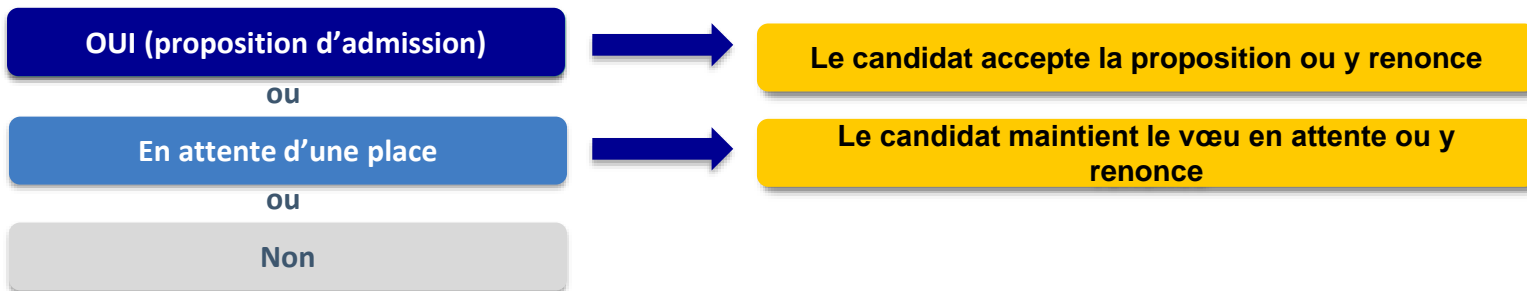 OUI (proposition d’admission)
Le candidat accepte la proposition ou y renonce
ou
En attente d’une place
Le candidat maintient le vœu en attente ou y
renonce
ou
Non